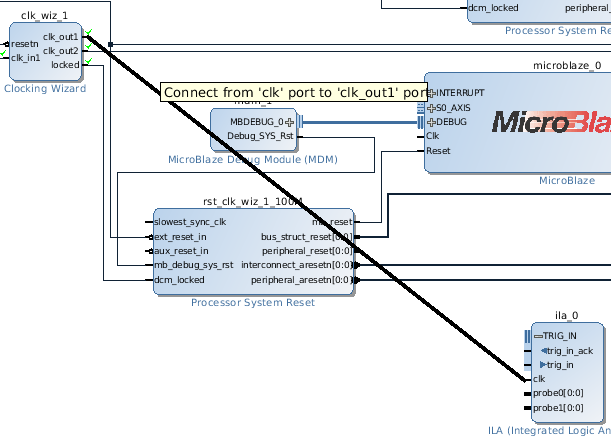 dcm_locked
peripheral_
Processor System Re
clk_wiz_1
resetn
clk_in1
clk_out1
clk_out2
locked
Clocking Wizard
Connect from 'clk' port to 'clk_out1' port
microblaze_0
INTERRUPT
S0_AXIS
DEBUG
Clk
Reset
MicroBla
MicroBlaze
MBDEBUG_0
Debug_SYS_Rst
MicroBlaze Debug Module (MDM)
rst_clk_wiz_1_100M
slowest_sync_clk
ext_reset_in
aux_reset_in
mb_debug_sys_rst
dcm_locked
mb_reset
bus_struct_reset[0:0]
peripheral_reset[0:0]
interconnect_aresetn[0:0]
peripheral_aresetn[0:0]
Processor System Reset
ila_0
TRIG_IN
trig_in_ack
trig_in
clk
probe0[0:0]
probe1[0:0]
ILA (Integrated Logic An